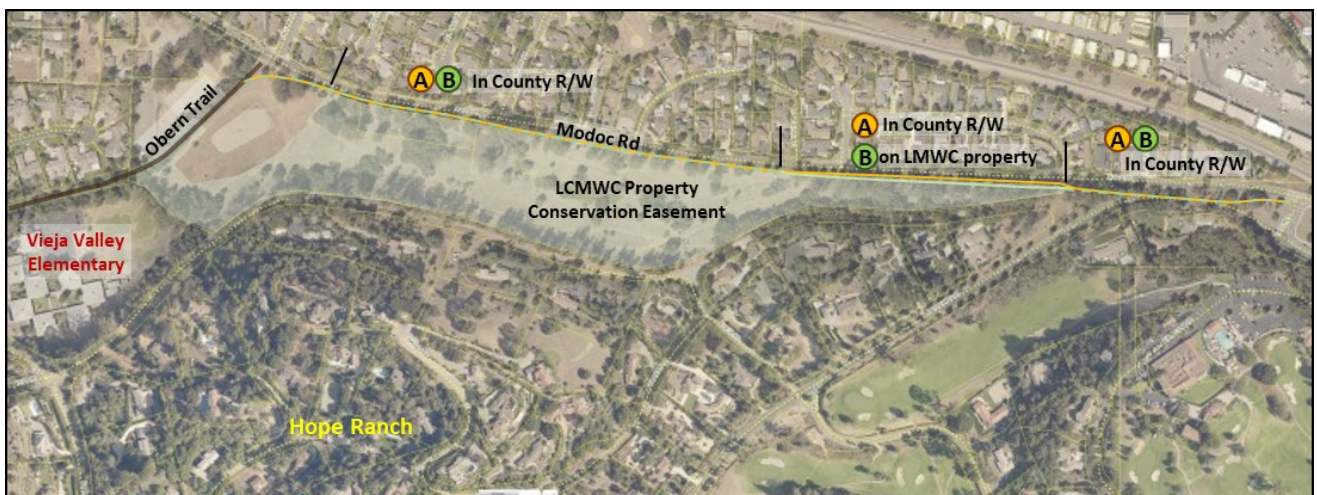 Obern Trail
A B In County R/W
Modoc Rd
A In County R/W
B on LMWC property
A B
In County R/W
LCMWC Property
Conservation Easement
Vieja Valley
Elementary
Hope Ranch